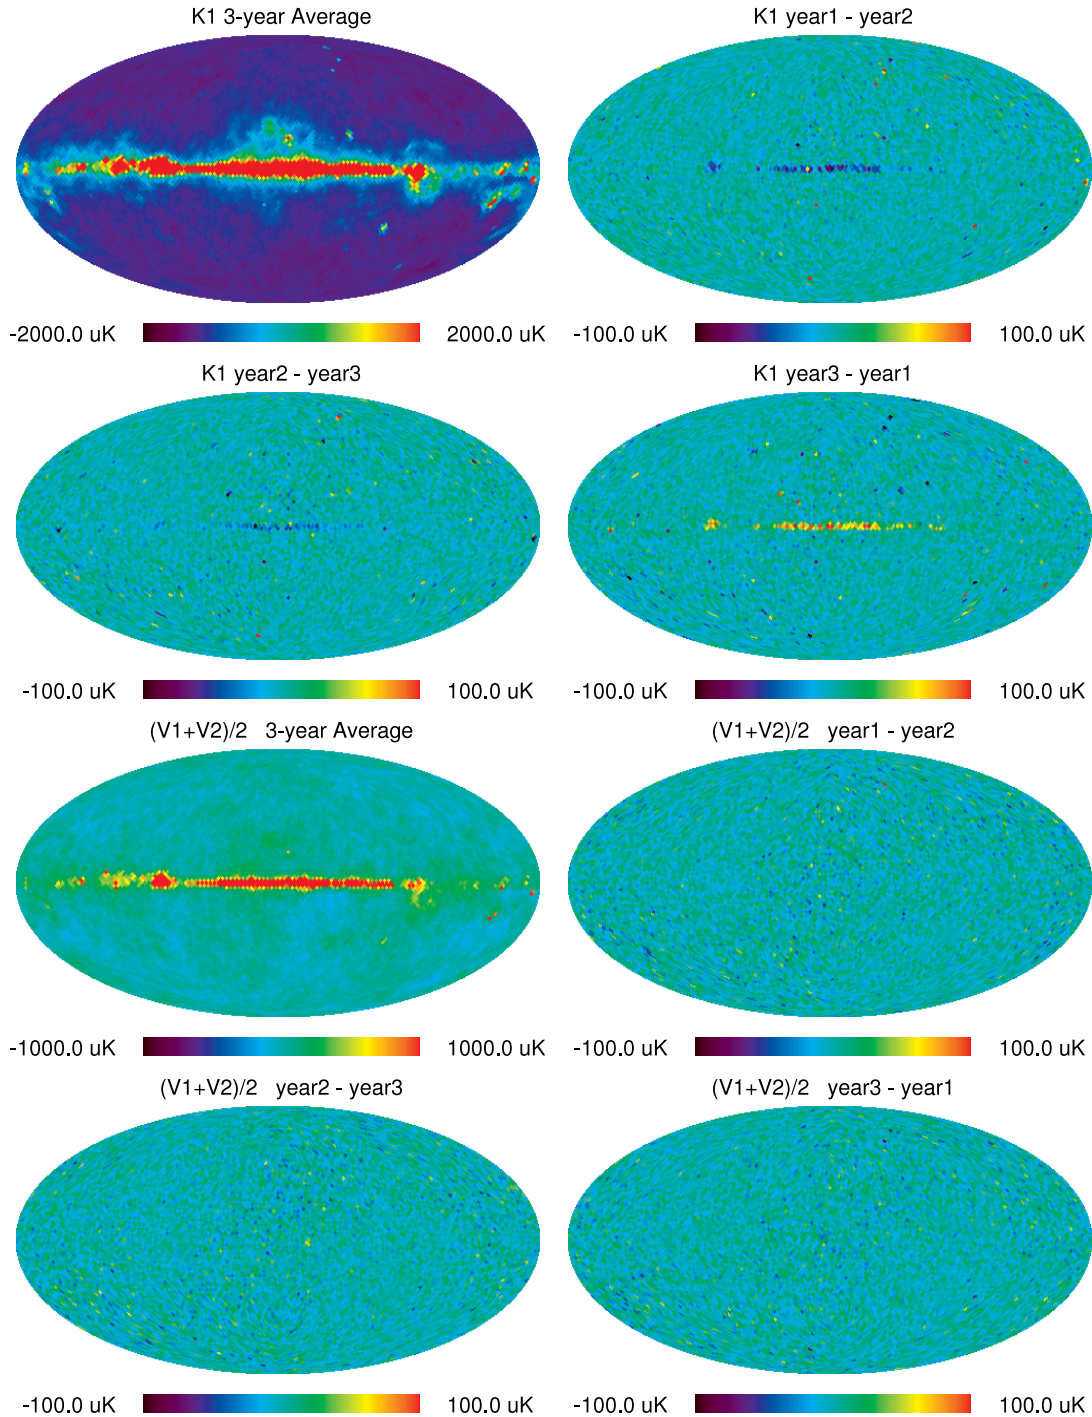 K1 3-year Average
K1 year1 - year2
-2000.0 uK 2000.0 uK
-100.0 uK 100.0 uK
K1 year2 - year3
K1 year3 - year1
-100.0 uK 100.0 uK
-100.0 uK 100.0 uK
(V1+V2)/2 3-year Average
(V1+V2)/2 year1 - year2
-1000.0 uK 1000.0 uK
-100.0 uK 100.0 uK
(V1+V2)/2 year2 - year3
(V1+V2)/2 year3 - year1
-100.0 uK 100.0 uK
-100.0 uK 100.0 uK